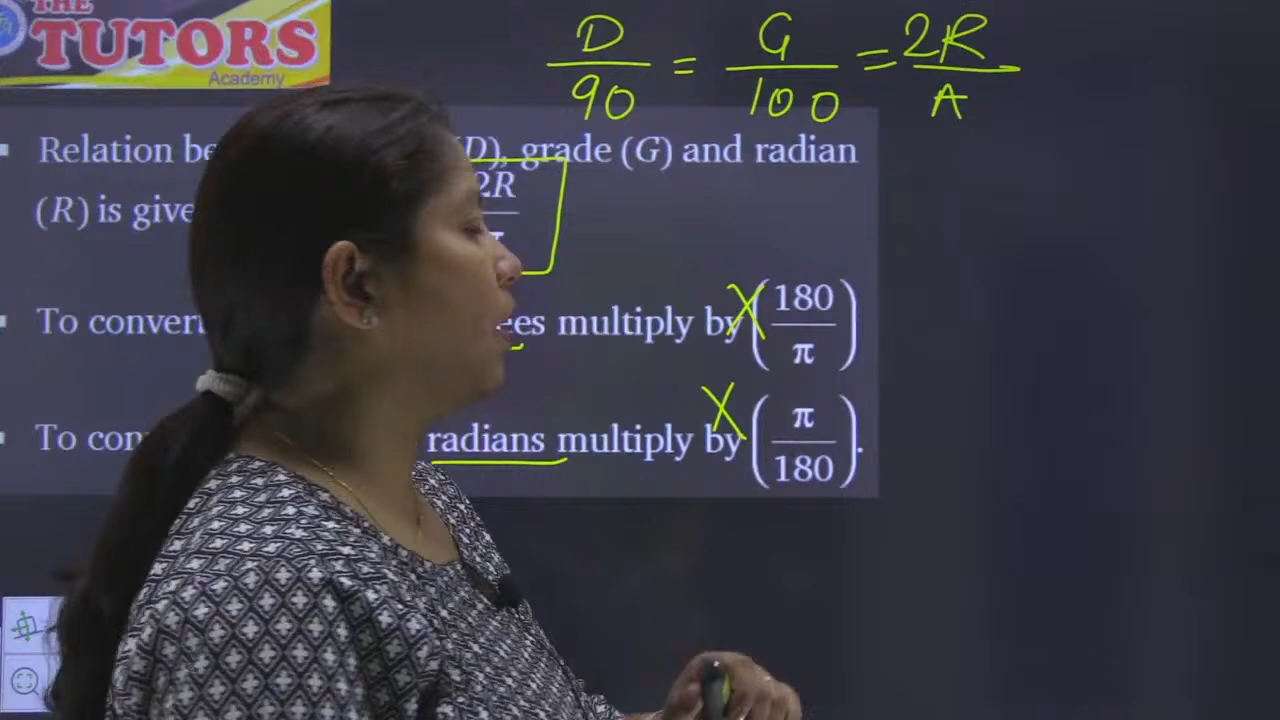 THE
TUTORS
Academy
D/90 = G/100 = 2R/A
Relation D), grade (G) and radian
(R) is give 2R
To convert ees multiply by X (180/π)
To con radians multiply by X (π/180).